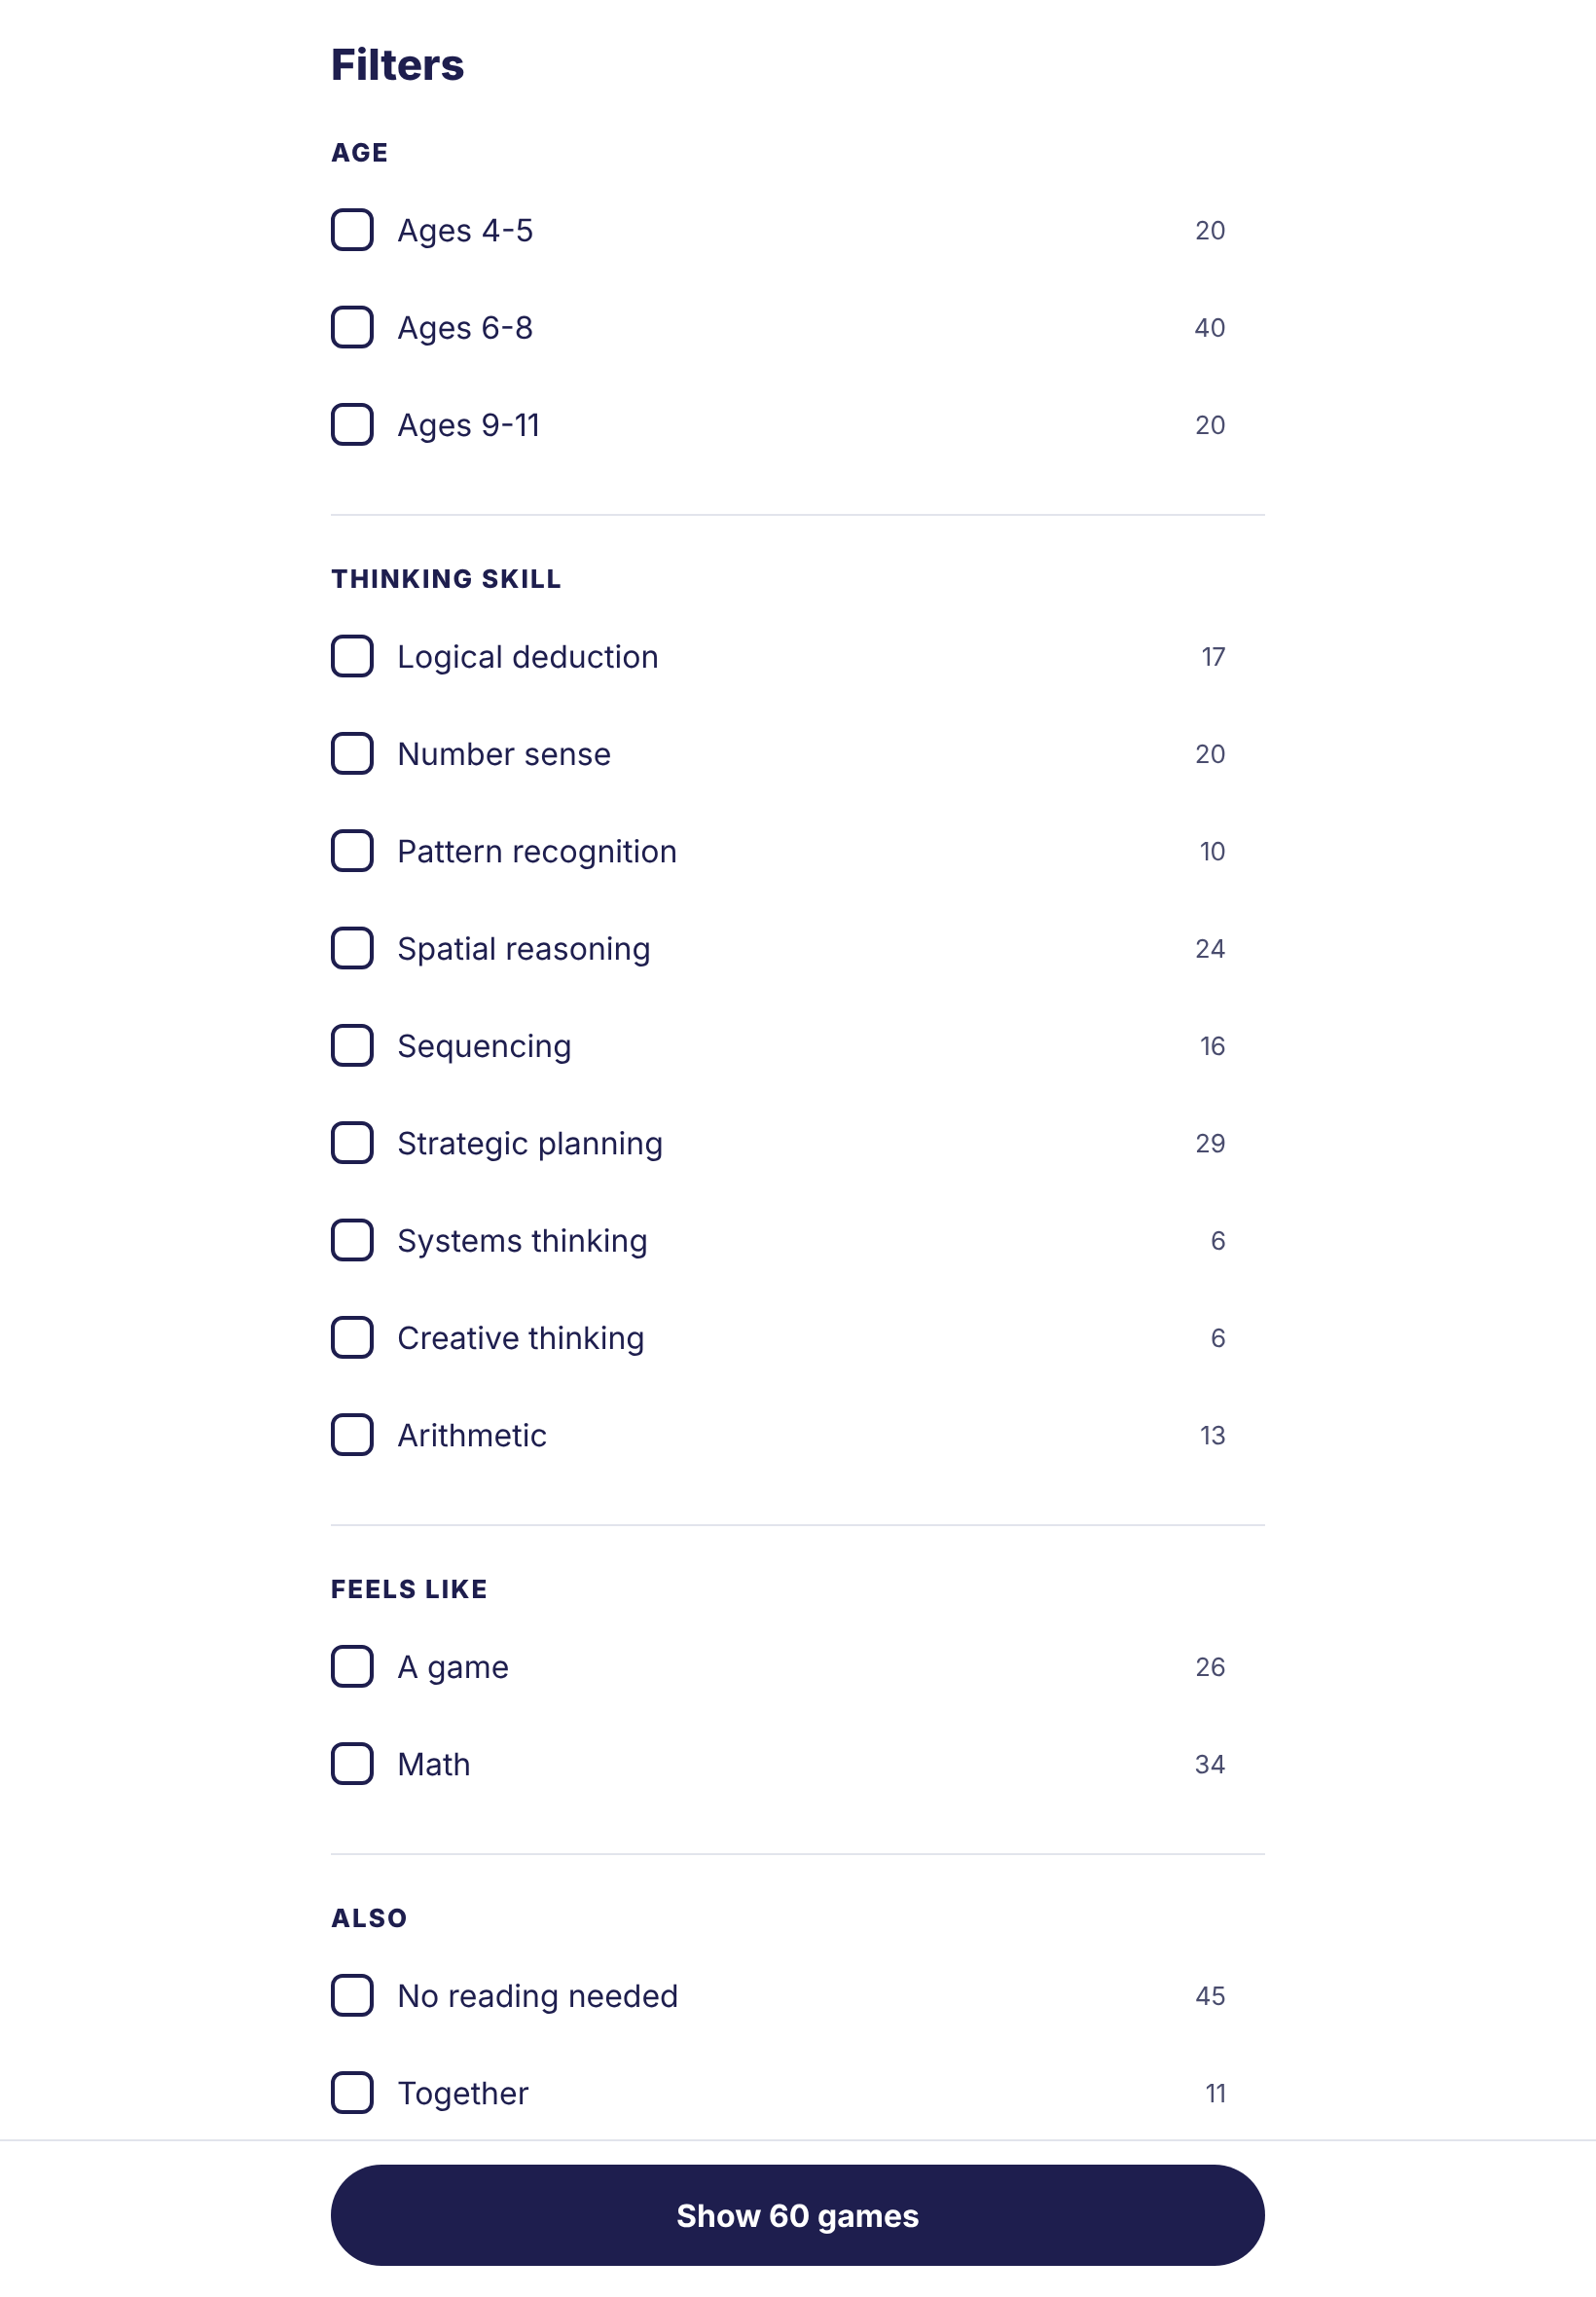 Filters
AGE
Ages 4-5 20
Ages 6-8 40
Ages 9-11 20
THINKING SKILL
Logical deduction 17
Number sense 20
Pattern recognition 10
Spatial reasoning 24
Sequencing 16
Strategic planning 29
Systems thinking 6
Creative thinking 6
Arithmetic 13
FEELS LIKE
A game 26
Math 34
ALSO
No reading needed 45
Together 11
Show 60 games